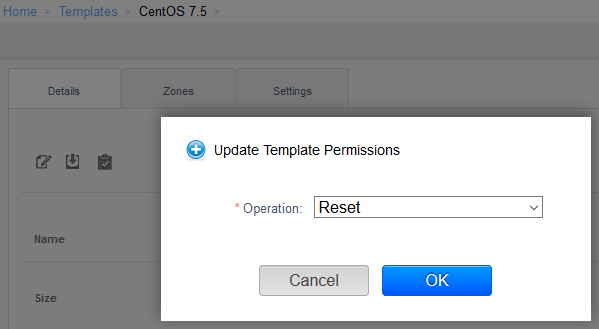 Home > Templates > CentOS 7.5 >
Details Zones Settings
Update Template Permissions
* Operation: Reset
Name
Cancel OK
Size